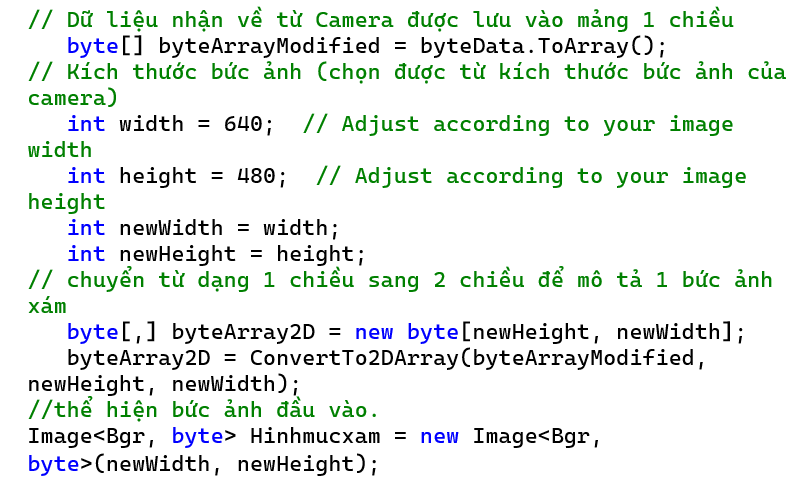 // Dữ liệu nhận về từ Camera được lưu vào mảng 1 chiều
byte[] byteArrayModified = byteData.ToArray();
// Kích thước bức ảnh (chọn được từ kích thước bức ảnh của
camera)
int width = 640;  // Adjust according to your image
width
int height = 480;  // Adjust according to your image
height
int newWidth = width;
int newHeight = height;
// chuyển từ dạng 1 chiều sang 2 chiều để mô tả 1 bức ảnh
xám
byte[,] byteArray2D = new byte[newHeight, newWidth];
byteArray2D = ConvertTo2DArray(byteArrayModified,
newHeight, newWidth);
//thể hiện bức ảnh đầu vào.
Image<Bgr, byte> Hinhmucxam = new Image<Bgr,
byte>(newWidth, newHeight);